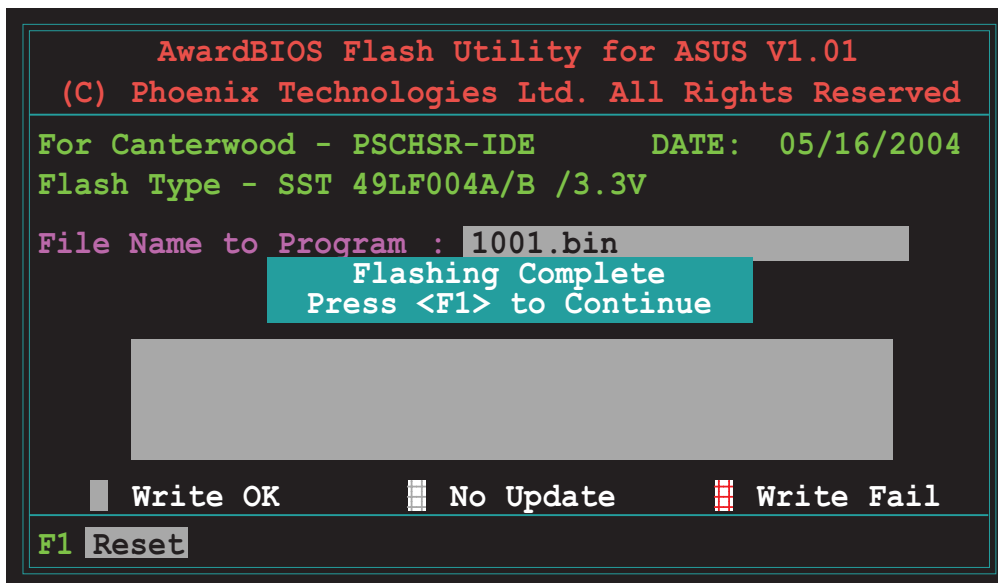 AwardBIOS Flash Utility for ASUS V1.01
(C) Phoenix Technologies Ltd. All Rights Reserved
For Canterwood - PSCHSR-IDE DATE: 05/16/2004
Flash Type - SST 49LF004A/B /3.3V
File Name to Program : 1001.bin
Flashing Complete
Press <F1> to Continue
Write OK No Update Write Fail
F1 Reset